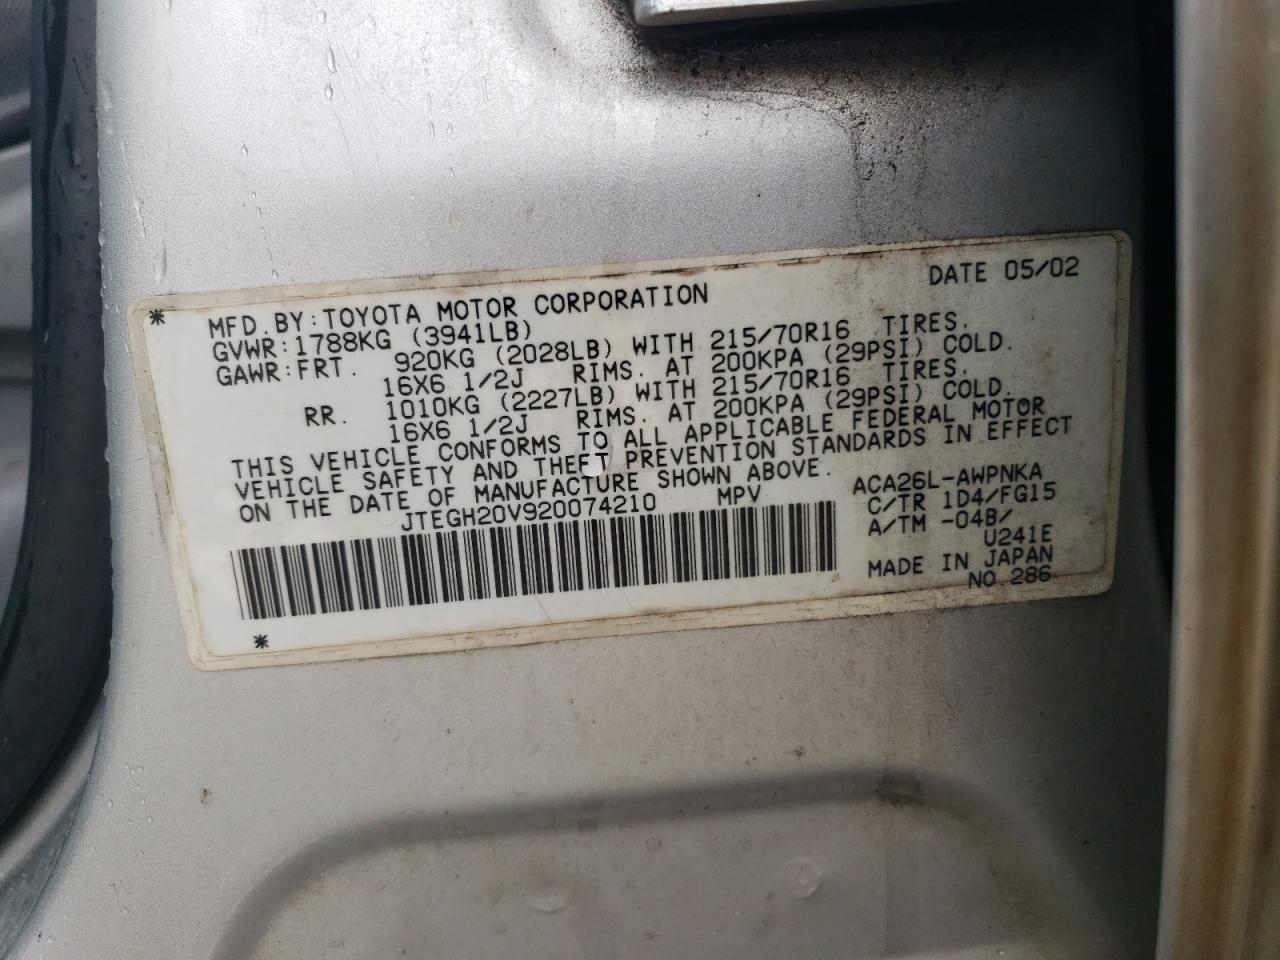 DATE 05/02
* MFD. BY: TOYOTA MOTOR CORPORATION
GVWR: 1788KG (3941LB)
GAWR: FRT. 920KG (2028LB) WITH 215/70R16 TIRES.
16X6 1/2J RIMS. AT 200KPA (29PSI) COLD.
RR. 1010KG (2227LB) WITH 215/70R16 TIRES.
16X6 1/2J RIMS. AT 200KPA (29PSI) COLD.
THIS VEHICLE CONFORMS TO ALL APPLICABLE FEDERAL MOTOR
VEHICLE SAFETY AND THEFT PREVENTION STANDARDS IN EFFECT
ON THE DATE OF MANUFACTURE SHOWN ABOVE.
JTEGH20V920074210 MPV
ACA26L-AWPNKA
C/TR 1D4/FG15
A/TM -04B/
U241E
MADE IN JAPAN
NO.286
*